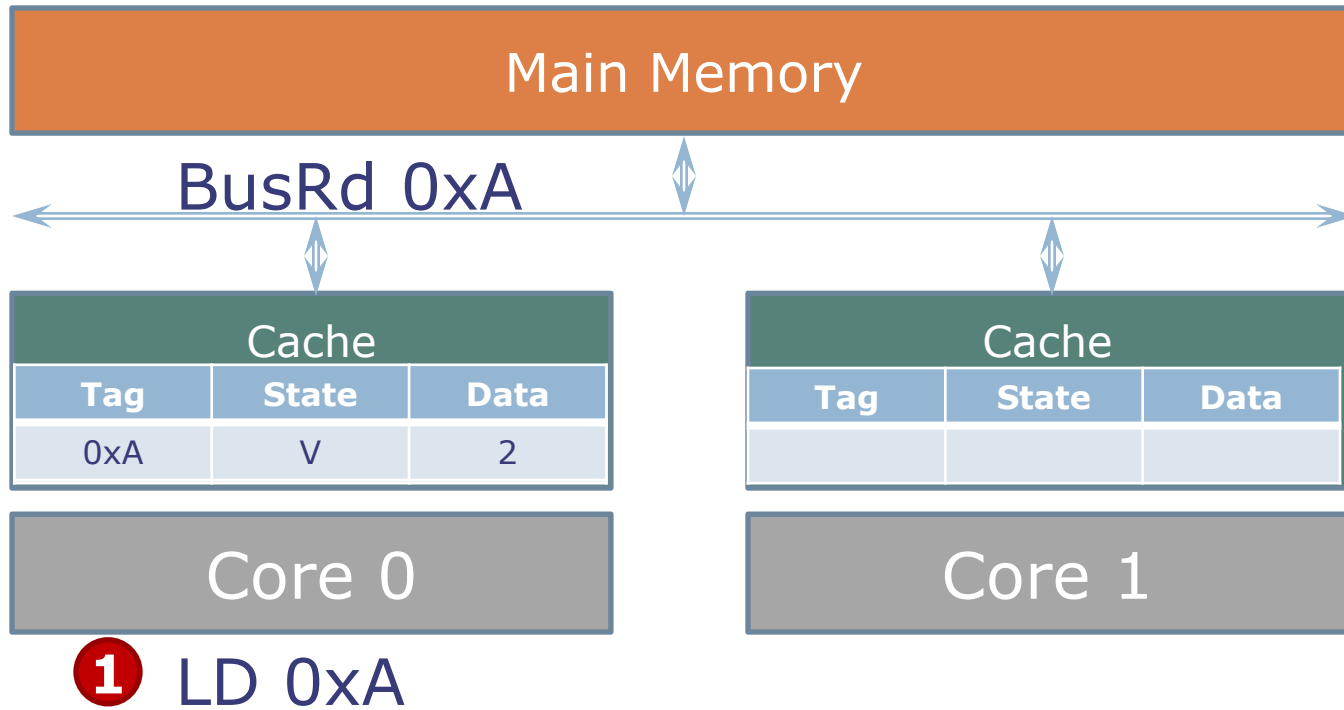 Main Memory
BusRd 0xA
Cache
Tag State Data
0xA V 2
Cache
Tag State Data
Core 0
Core 1
1 LD 0xA